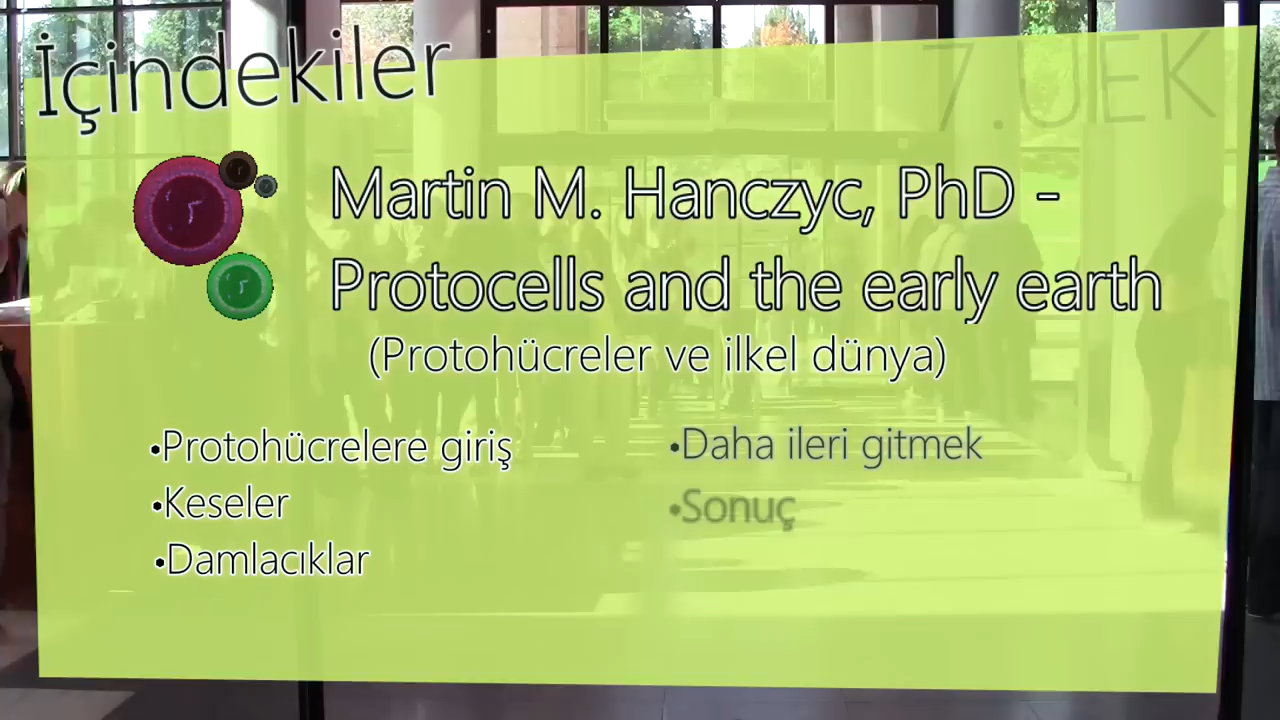 İçindekiler
7.UEK
Martin M. Hanczyc, PhD -
Protocells and the early earth
(Protohücreler ve ilkel dünya)
•Protohücrelere giriş
•Keseler
•Damlacıklar
•Daha ileri gitmek
•Sonuç